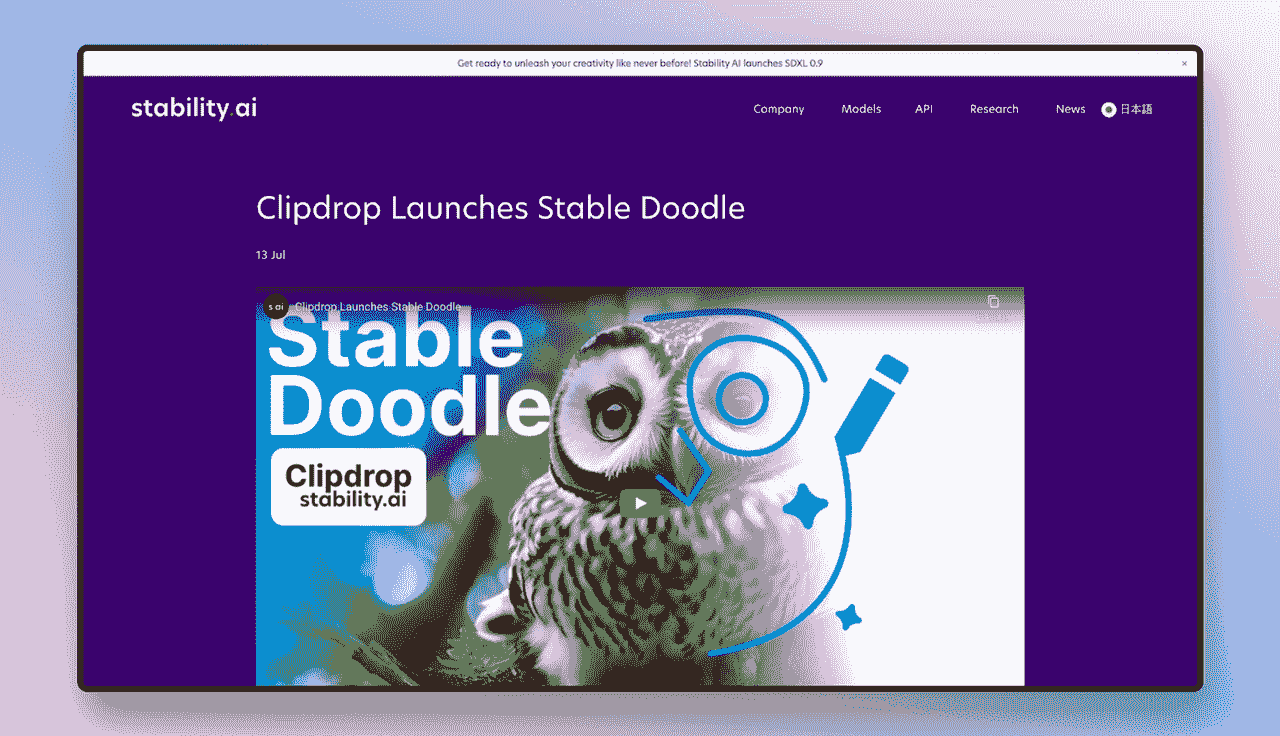 Get ready to unleash your creativity like never before! Stability AI launches SDXL 0.9
×
stability.ai
Company Models API Research News 日本語
Clipdrop Launches Stable Doodle
13 Jul
s.ai Clipdrop Launches Stable Doodle
Stable
Doodle
Clipdrop
stability.ai